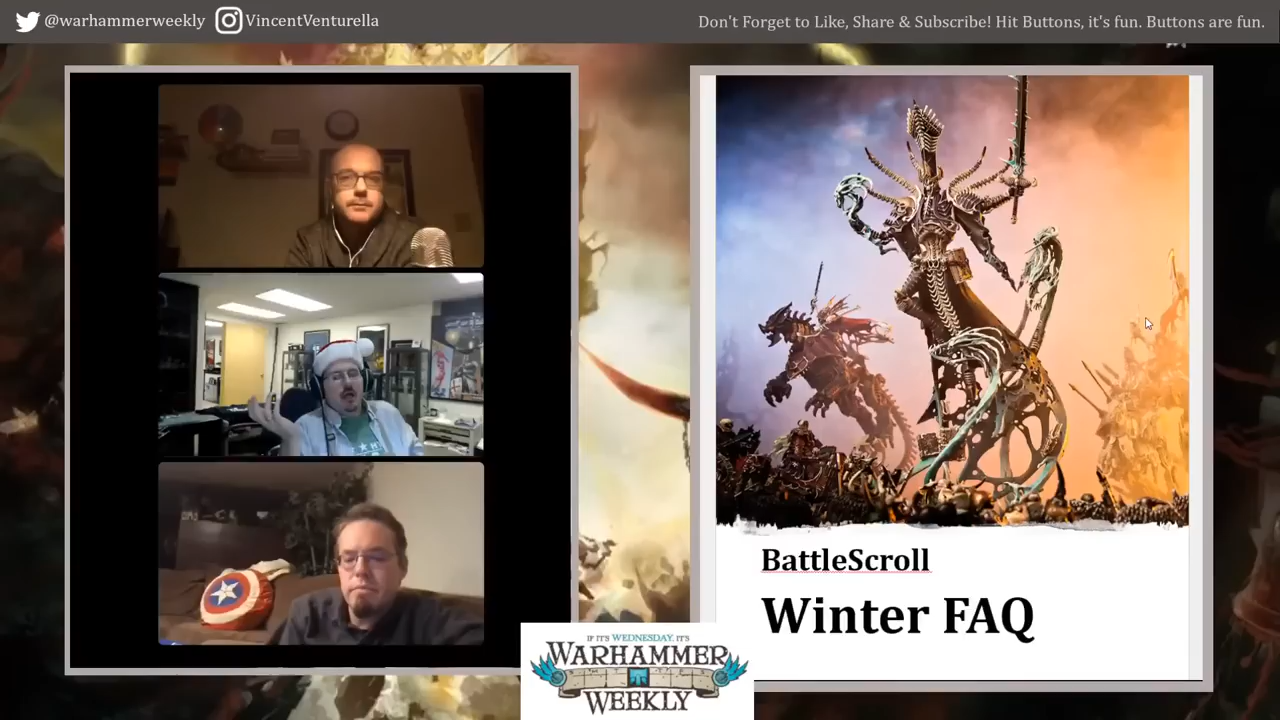 @warhammerweekly VincentVenturella Don't Forget to Like, Share & Subscribe! Hit Buttons, it's fun. Buttons are fun.
BattleScroll
Winter FAQ
IF IT'S WEDNESDAY, IT'S
WARHAMMER
WEEKLY